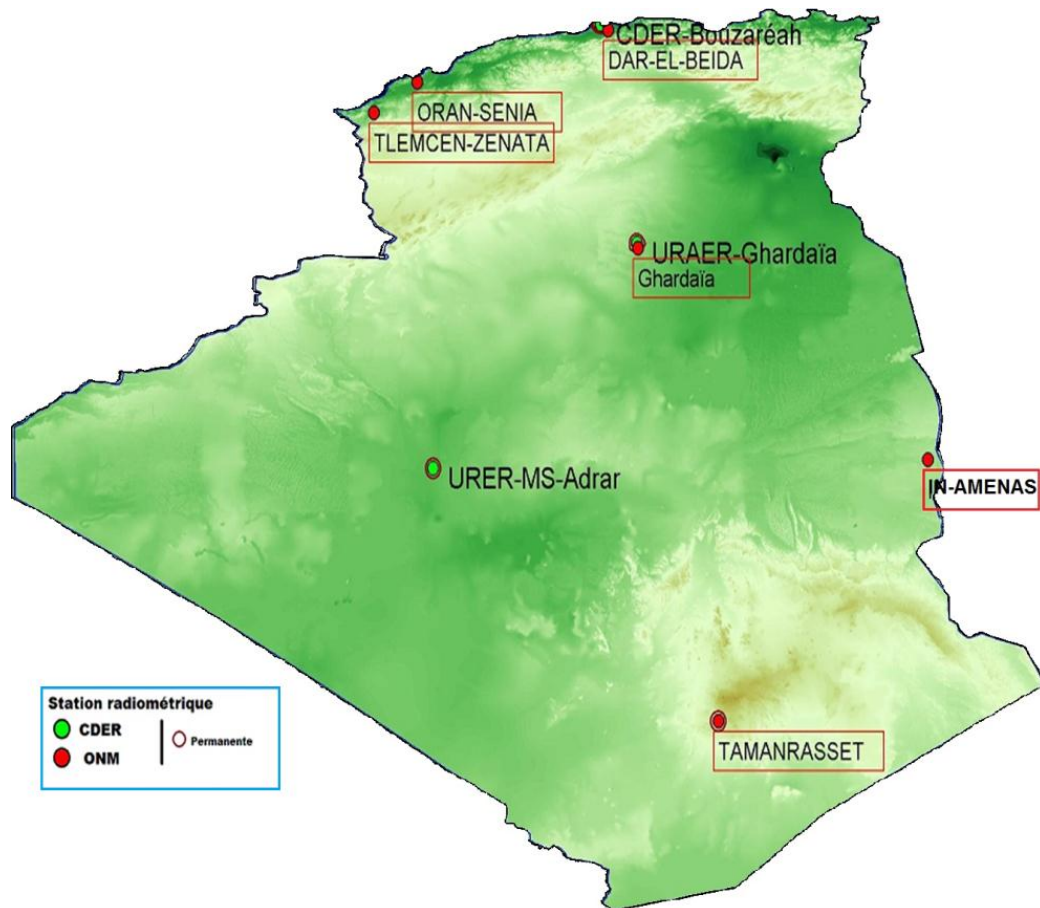 CDER-Bouzaréah
DAR-EL-BEIDA
ORAN-SENIA
TLEMCEN-ZENATA
URAER-Ghardaïa
Ghardaïa
URER-MS-Adrar
IN-AMENAS
Station radiométrique
CDER
ONM
Permanente
TAMANRASSET